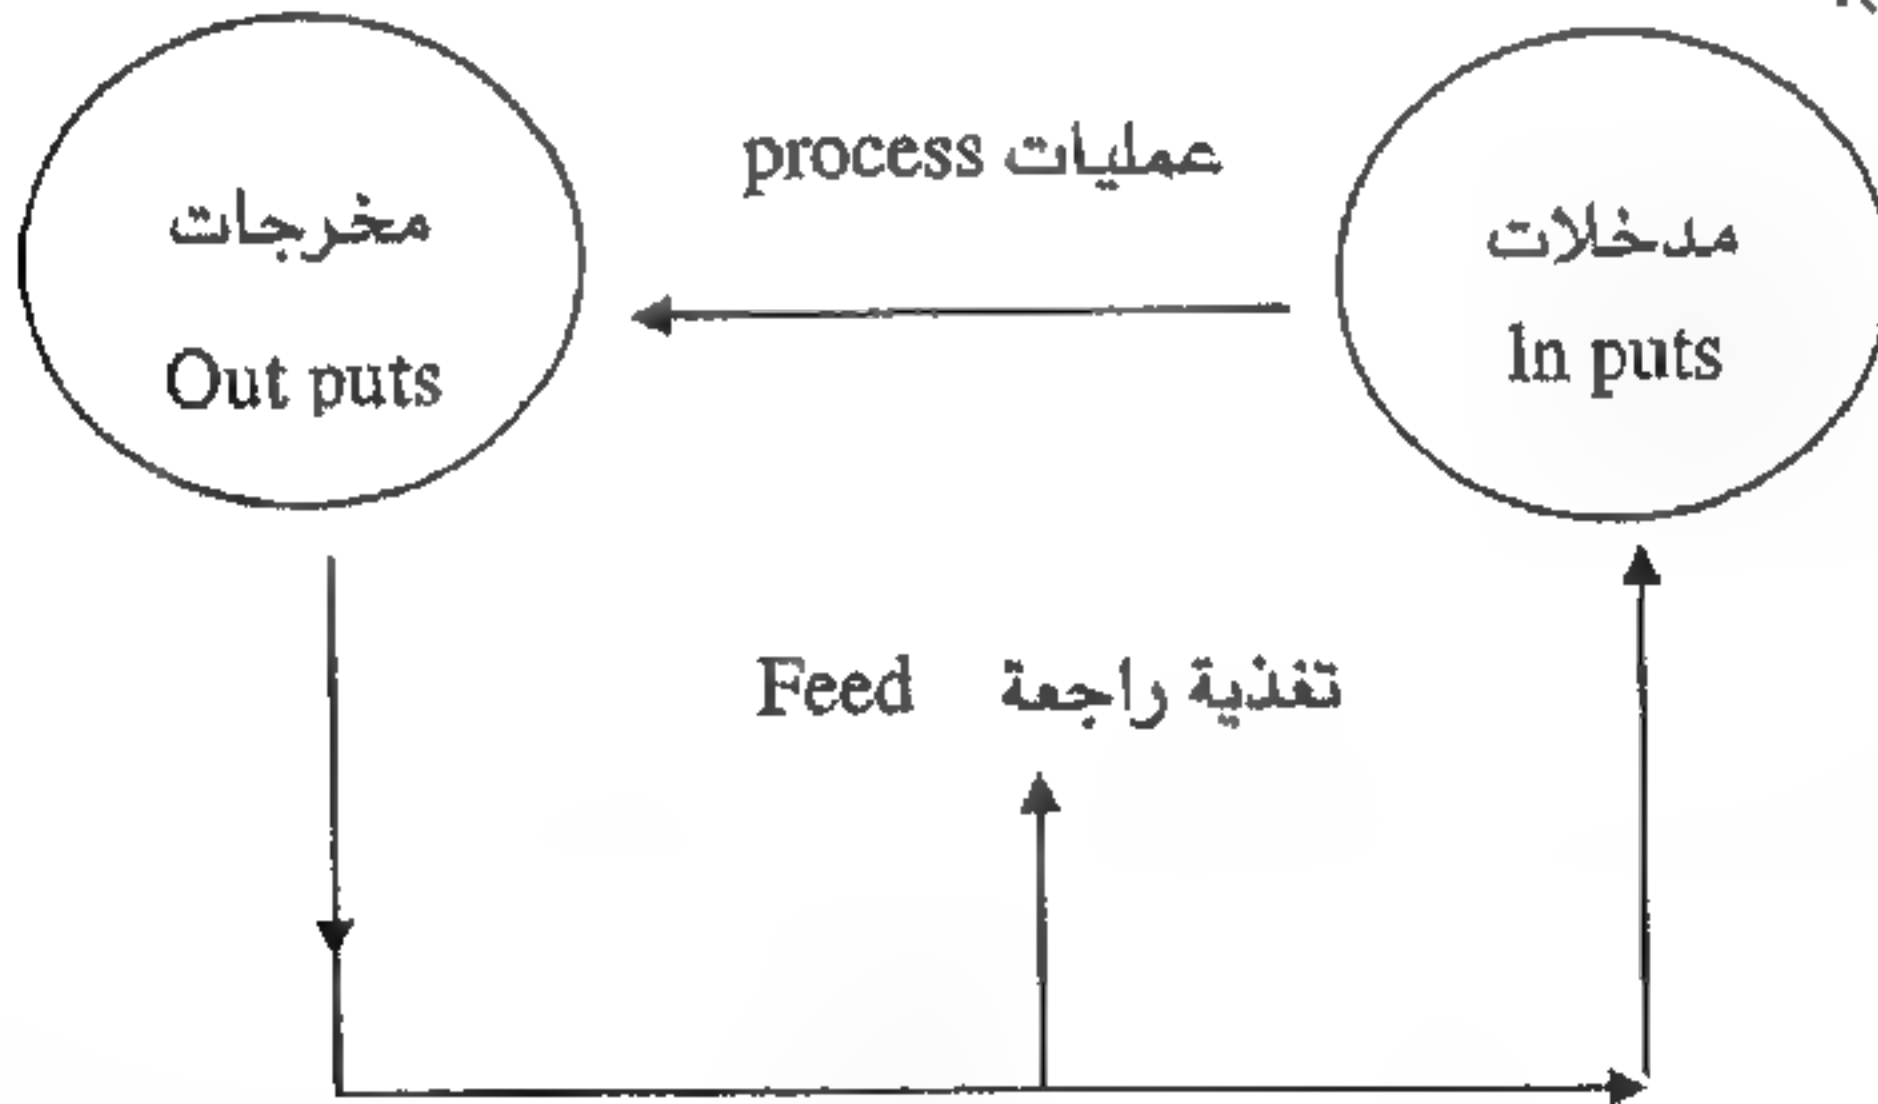 مدخلات
In puts
عمليات process
مخرجات
Out puts
تغذية راجعة Feed